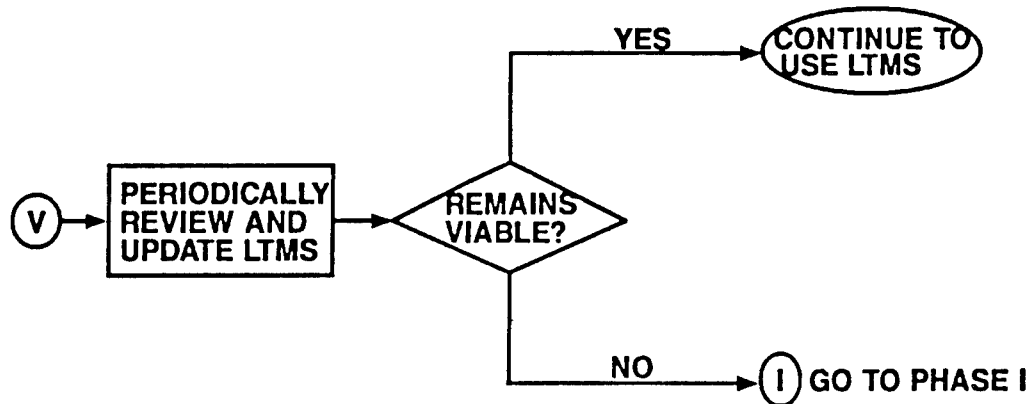 YES
CONTINUE TO
USE LTMS
V
PERIODICALLY
REVIEW AND
UPDATE LTMS
REMAINS
VIABLE?
NO
I GO TO PHASE I